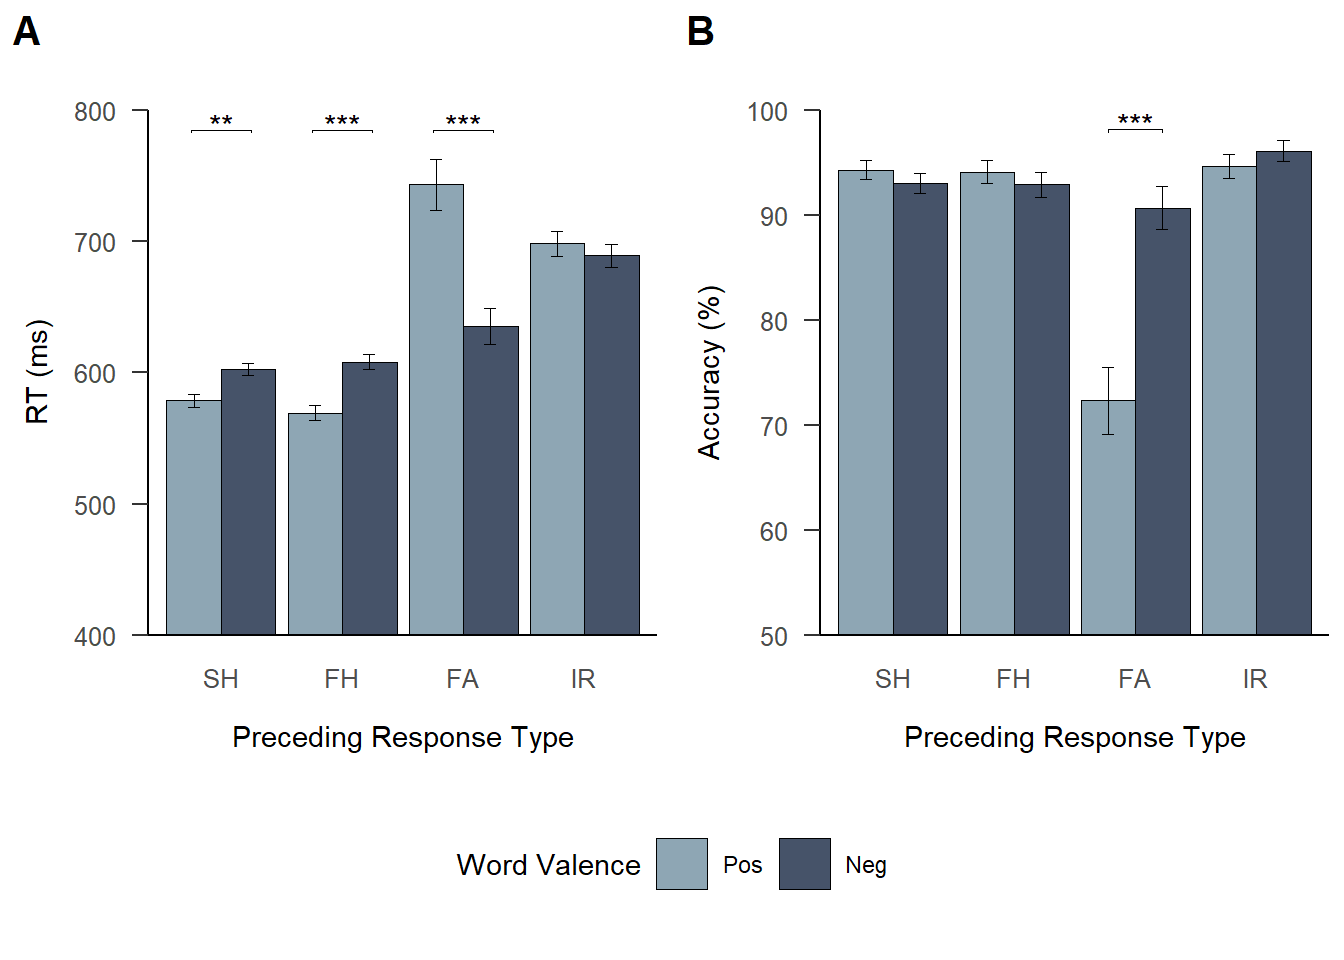 A
800
700
600
500
400
RT (ms)
**
***
***
SH FH FA IR
Preceding Response Type
B
100
90
80
70
60
50
Accuracy (%)
***
SH FH FA IR
Preceding Response Type
Word Valence Pos Neg